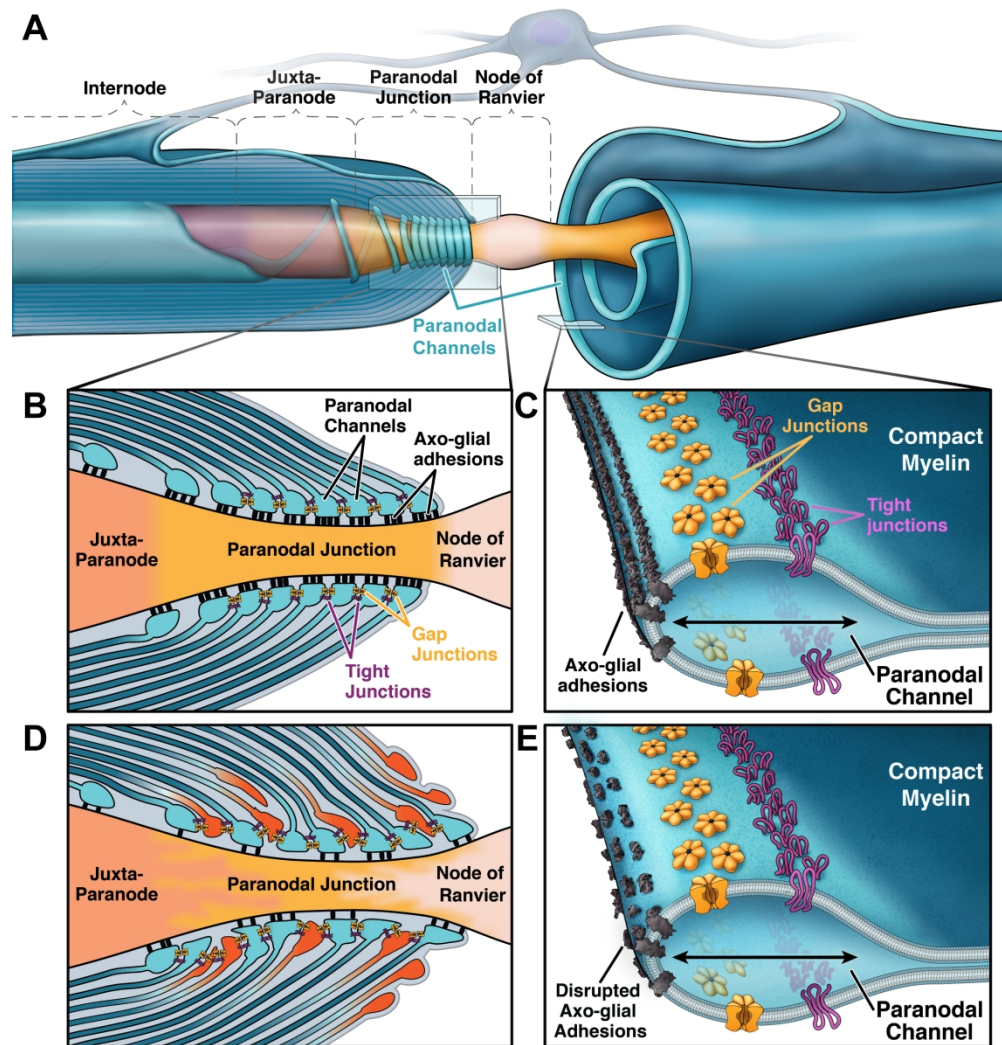 A
Internode
Juxta-
Paranode
Paranodal
Junction
Node of
Ranvier
Paranodal
Channels
B
Paranodal
Channels
Axo-glial
adhesions
Juxta-
Paranode
Paranodal Junction
Node of
Ranvier
Gap
Junctions
Tight
Junctions
C
Gap
Junctions
Compact
Myelin
Tight
junctions
Axo-glial
adhesions
Paranodal
Channel
D
Juxta-
Paranode
Paranodal Junction
Node of
Ranvier
E
Compact
Myelin
Disrupted
Axo-glial
Adhesions
Paranodal
Channel